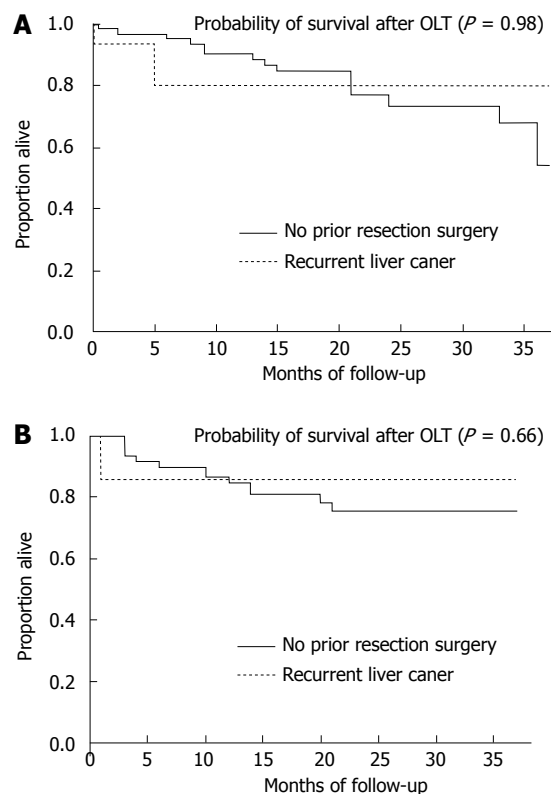 A
Probability of survival after OLT (P = 0.98)
1.0
0.8
0.6
0.4
0.2
0.0
Proportion alive
No prior resection surgery
Recurrent liver caner
0 5 10 15 20 25 30 35
Months of follow-up
B
Probability of survival after OLT (P = 0.66)
1.0
0.8
0.6
0.4
0.2
0.0
Proportion alive
No prior resection surgery
Recurrent liver caner
0 5 10 15 20 25 30 35
Months of follow-up